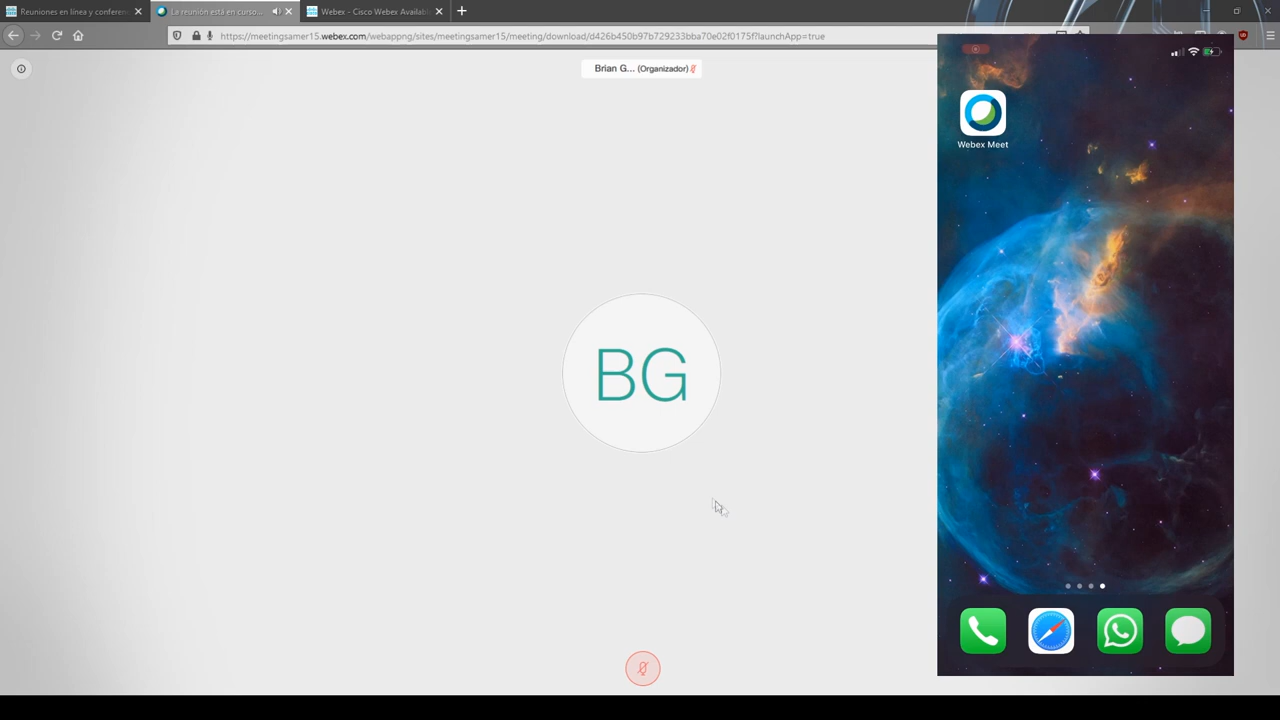 Reuniones en línea y conferen
La reunión está en curso...
Webex - Cisco Webex Availabl
https://meetingsamer15.webex.com/webappng/sites/meetingsamer15/meeting/download/d426b450b97b729233bba70e02f0175f?launchApp=true
Brian G... (Organizador)
Webex Meet
BG